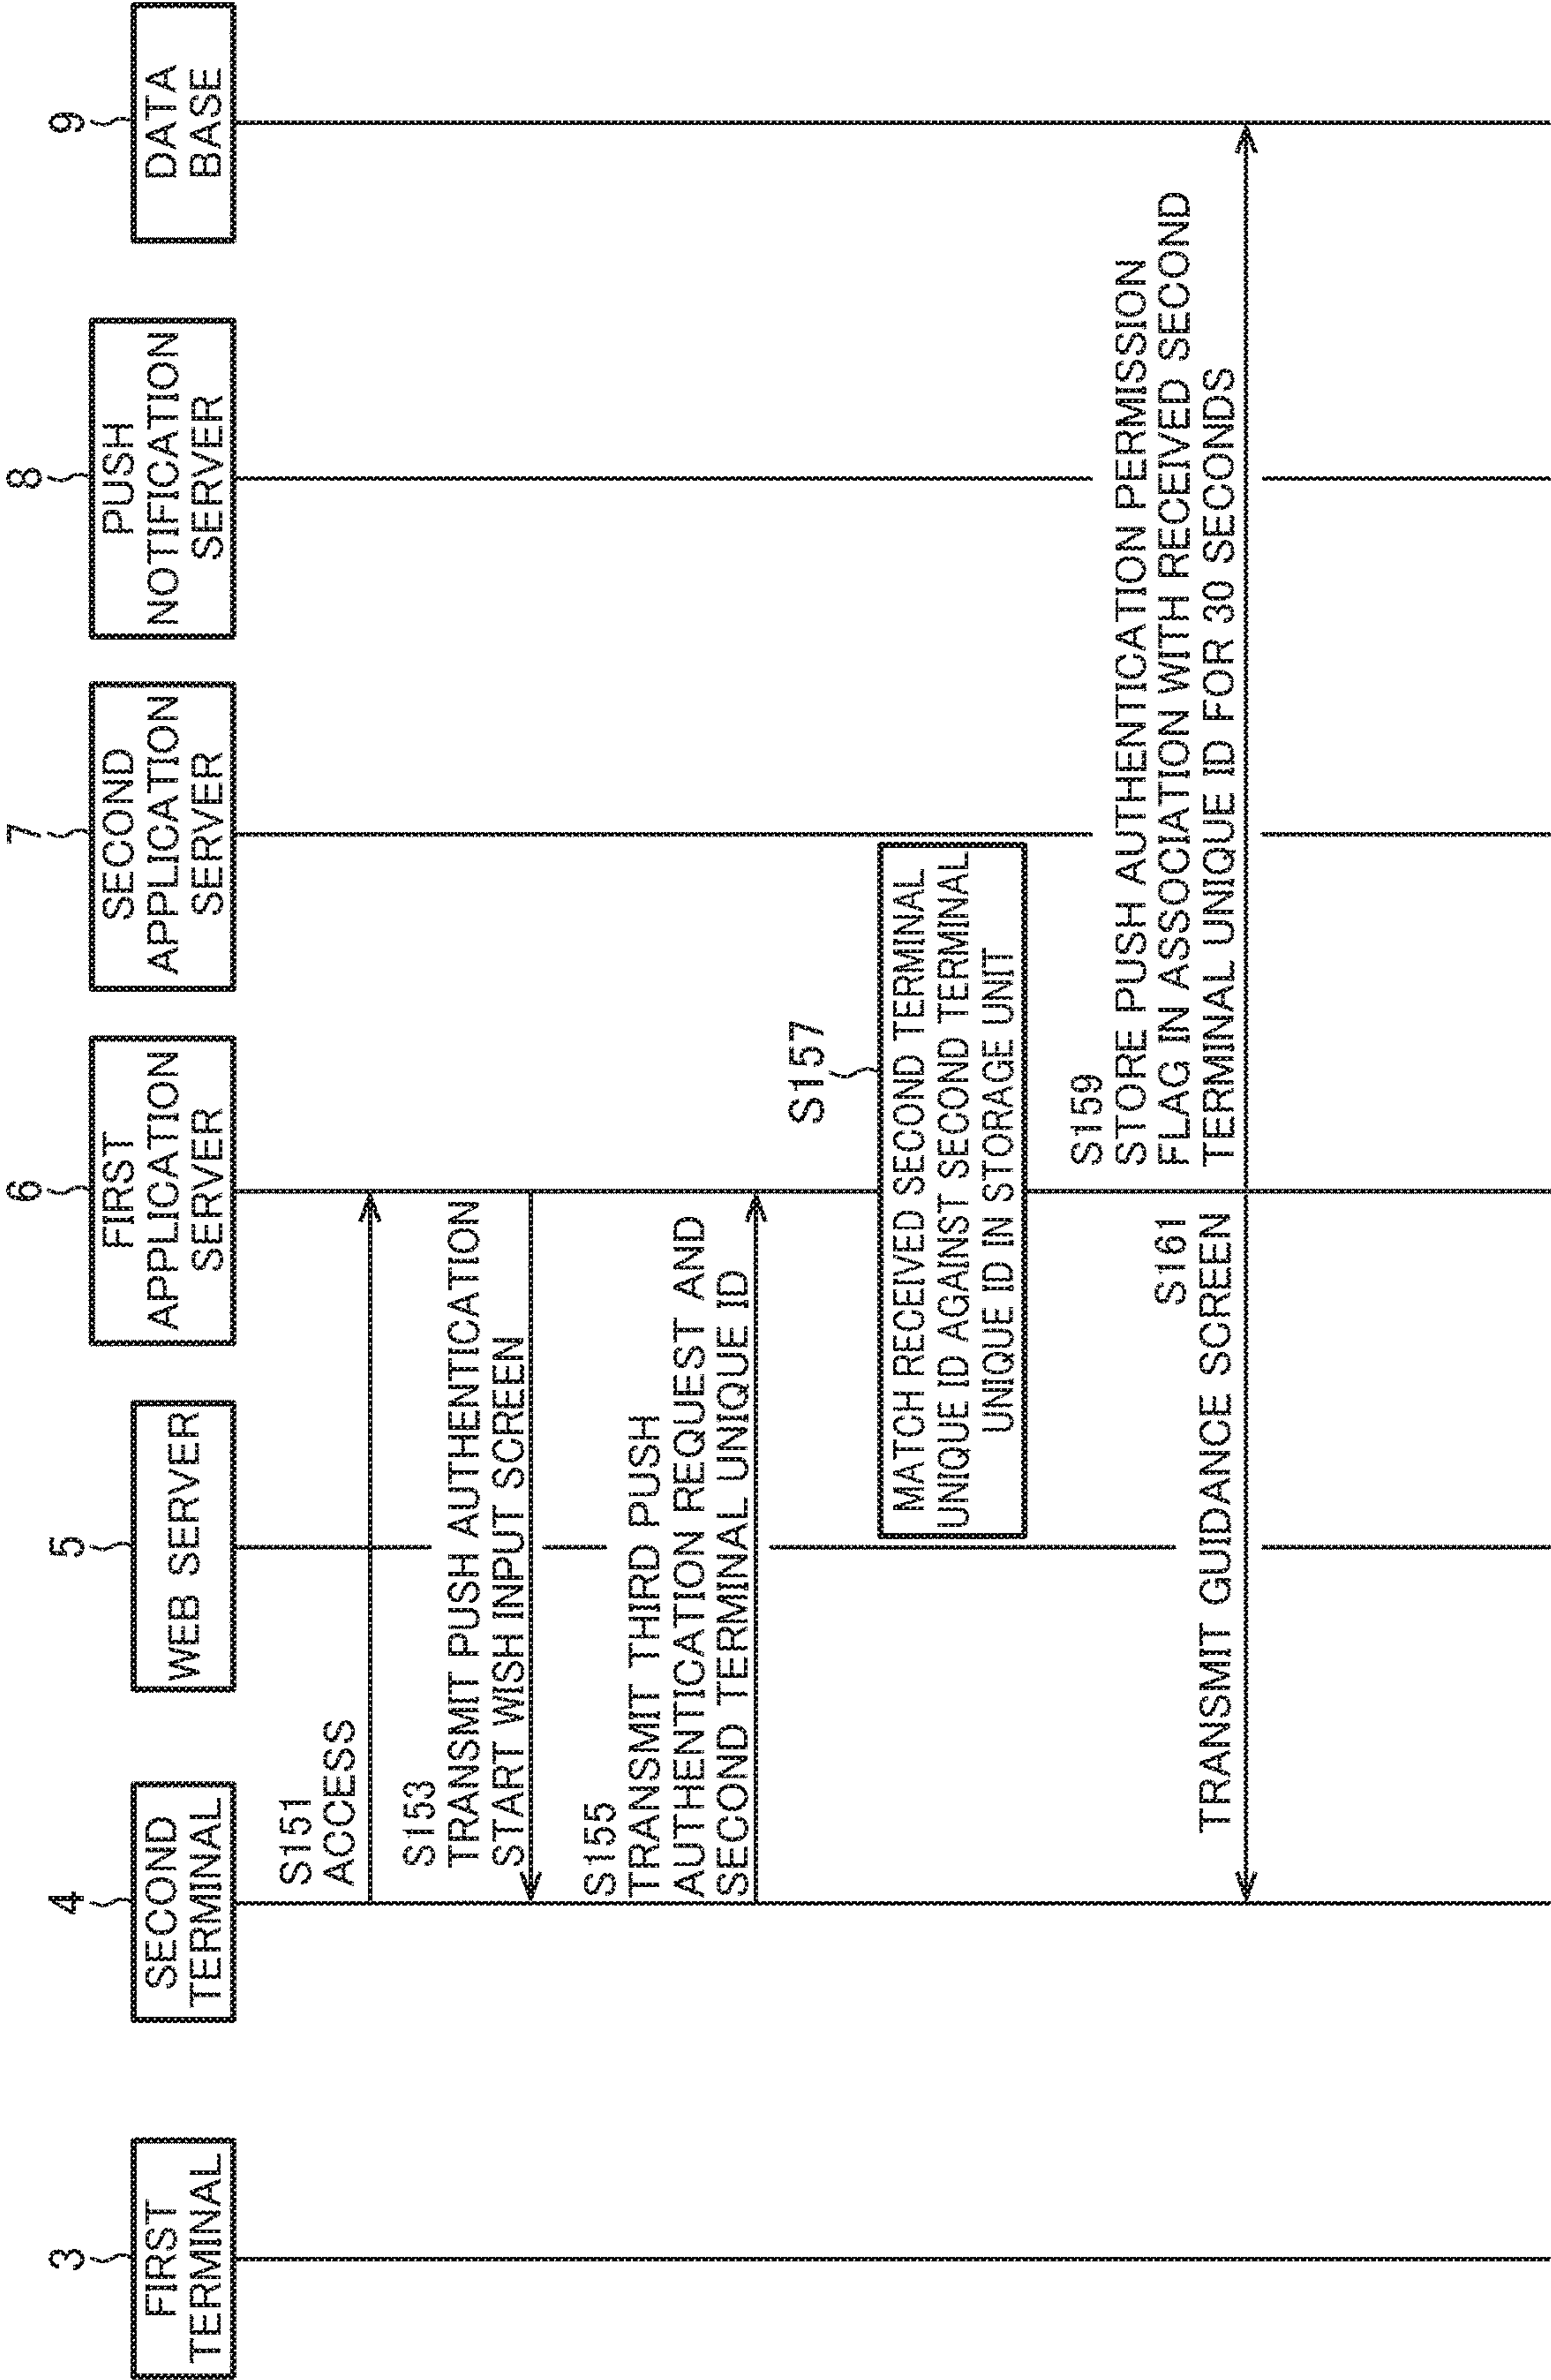 3
FIRST
TERMINAL
4
SECOND
TERMINAL
5
WEB SERVER
6
FIRST
APPLICATION
SERVER
7
SECOND
APPLICATION
SERVER
8
PUSH
NOTIFICATION
SERVER
9
DATA
BASE
S151
ACCESS
S153
TRANSMIT PUSH AUTHENTICATION
START WISH INPUT SCREEN
S155
TRANSMIT THIRD PUSH
AUTHENTICATION REQUEST AND
SECOND TERMINAL UNIQUE ID
S157
MATCH RECEIVED SECOND TERMINAL
UNIQUE ID AGAINST SECOND TERMINAL
UNIQUE ID IN STORAGE UNIT
S159
STORE PUSH AUTHENTICATION PERMISSION
FLAG IN ASSOCIATION WITH RECEIVED SECOND
TERMINAL UNIQUE ID FOR 30 SECONDS
S161
TRANSMIT GUIDANCE SCREEN